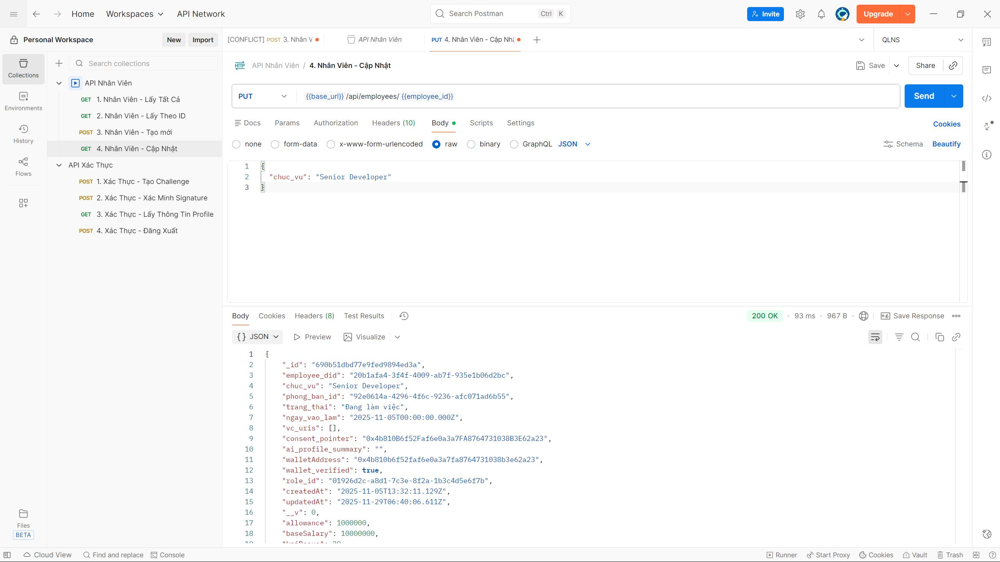 Home Workspaces API Network Search Postman Ctrl K Invite Upgrade
Personal Workspace New Import [CONFLICT] POST 3. Nhân V API Nhân Viên PUT 4. Nhân Viên - Cập Nhậ QLNS
Collections
Environments
History
Flows
Files
BETA
Search collections
API Nhân Viên
GET 1. Nhân Viên - Lấy Tất Cả
GET 2. Nhân Viên - Lấy Theo ID
POST 3. Nhân Viên - Tạo mới
GET 4. Nhân Viên - Cập Nhật
API Xác Thực
POST 1. Xác Thực - Tạo Challenge
POST 2. Xác Thực - Xác Minh Signature
GET 3. Xác Thực - Lấy Thông Tin Profile
POST 4. Xác Thực - Đăng Xuất
HTTP API Nhân Viên / 4. Nhân Viên - Cập Nhật Save Share
PUT {{base_url}}/api/employees/{{employee_id}} Send
Docs Params Authorization Headers (10) Body Scripts Settings Cookies
none form-data x-www-form-urlencoded raw binary GraphQL JSON Schema Beautify
1 {
2 "chuc_vu": "Senior Developer"
3 }
Body Cookies Headers (8) Test Results 200 OK 93 ms 967 B e.g. Save Response
{} JSON Preview Visualize
1 {
2 "_id": "690b51dbd77e9fed9894ed3a",
3 "employee_did": "20b1afa4-3f4f-4009-ab7f-935e1b06d2bc",
4 "chuc_vu": "Senior Developer",
5 "phong_ban_id": "92e0614a-4296-4f6c-9236-afc071ad6b55",
6 "trang_thai": "Đang làm việc",
7 "ngay_vao_lam": "2025-11-05T00:00:00.000Z",
8 "vc_uris": [],
9 "consent_pointer": "0x4b810B6f52Faf6e0a3a7FA8764731038B3E62a23",
10 "ai_profile_summary": "",
11 "walletAddress": "0x4b810b6f52faf6e0a3a7fa8764731038b3e62a23",
12 "wallet_verified": true,
13 "role_id": "01926d2c-a8d1-7c3e-8f2a-1b3c4d5e6f7b",
14 "createdAt": "2025-11-05T13:32:11.129Z",
15 "updatedAt": "2025-11-29T06:40:06.611Z",
16 "__v": 0,
17 "allowance": 1000000,
18 "baseSalary": 10000000,
Cloud View Find and replace Console Runner Start Proxy Cookies Vault Trash